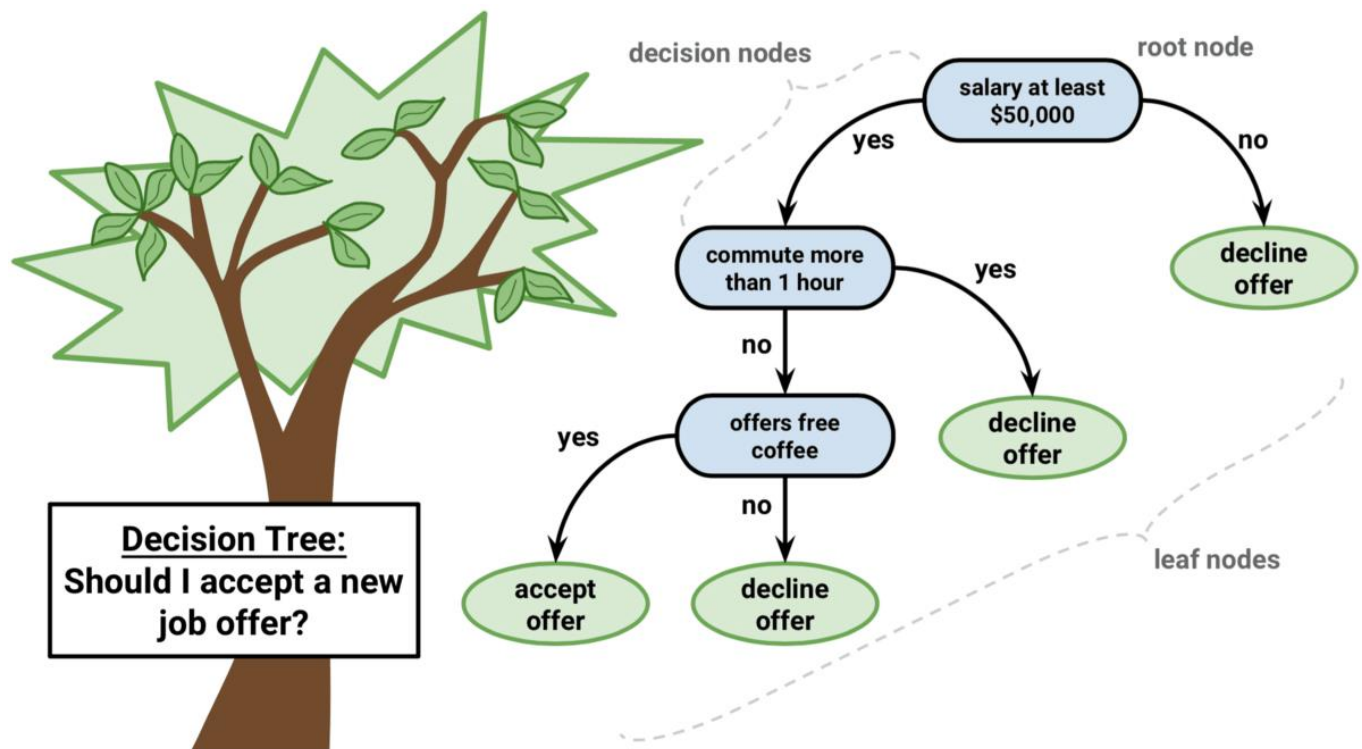 decision nodes
root node
salary at least
$50,000
yes
no
commute more
than 1 hour
yes
decline
offer
no
offers free
coffee
yes
decline
offer
no
leaf nodes
accept
offer
decline
offer
Decision Tree:
Should I accept a new
job offer?